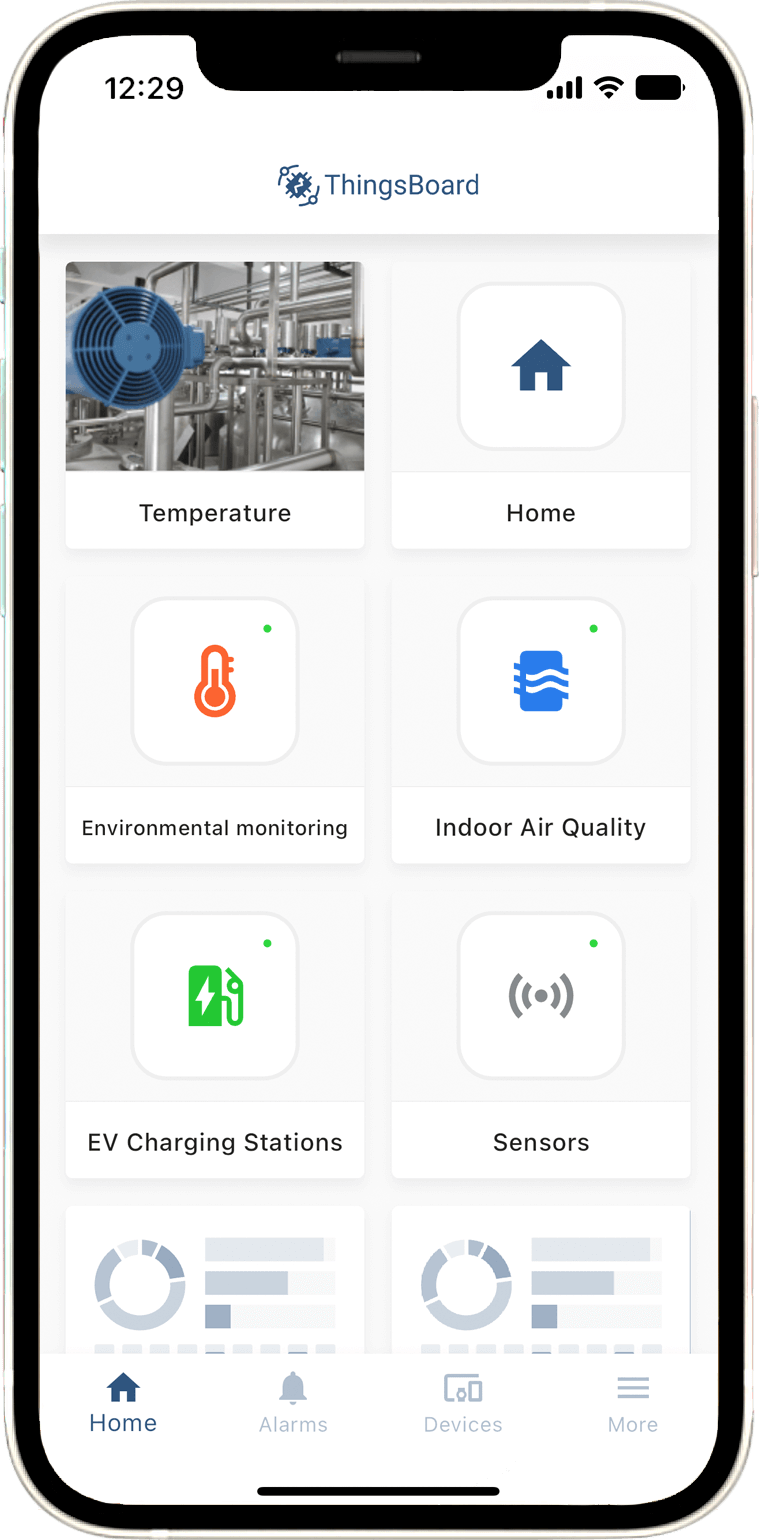 12:29
ThingsBoard
Temperature
Home
Environmental monitoring
Indoor Air Quality
EV Charging Stations
Sensors
Home
Alarms
Devices
More